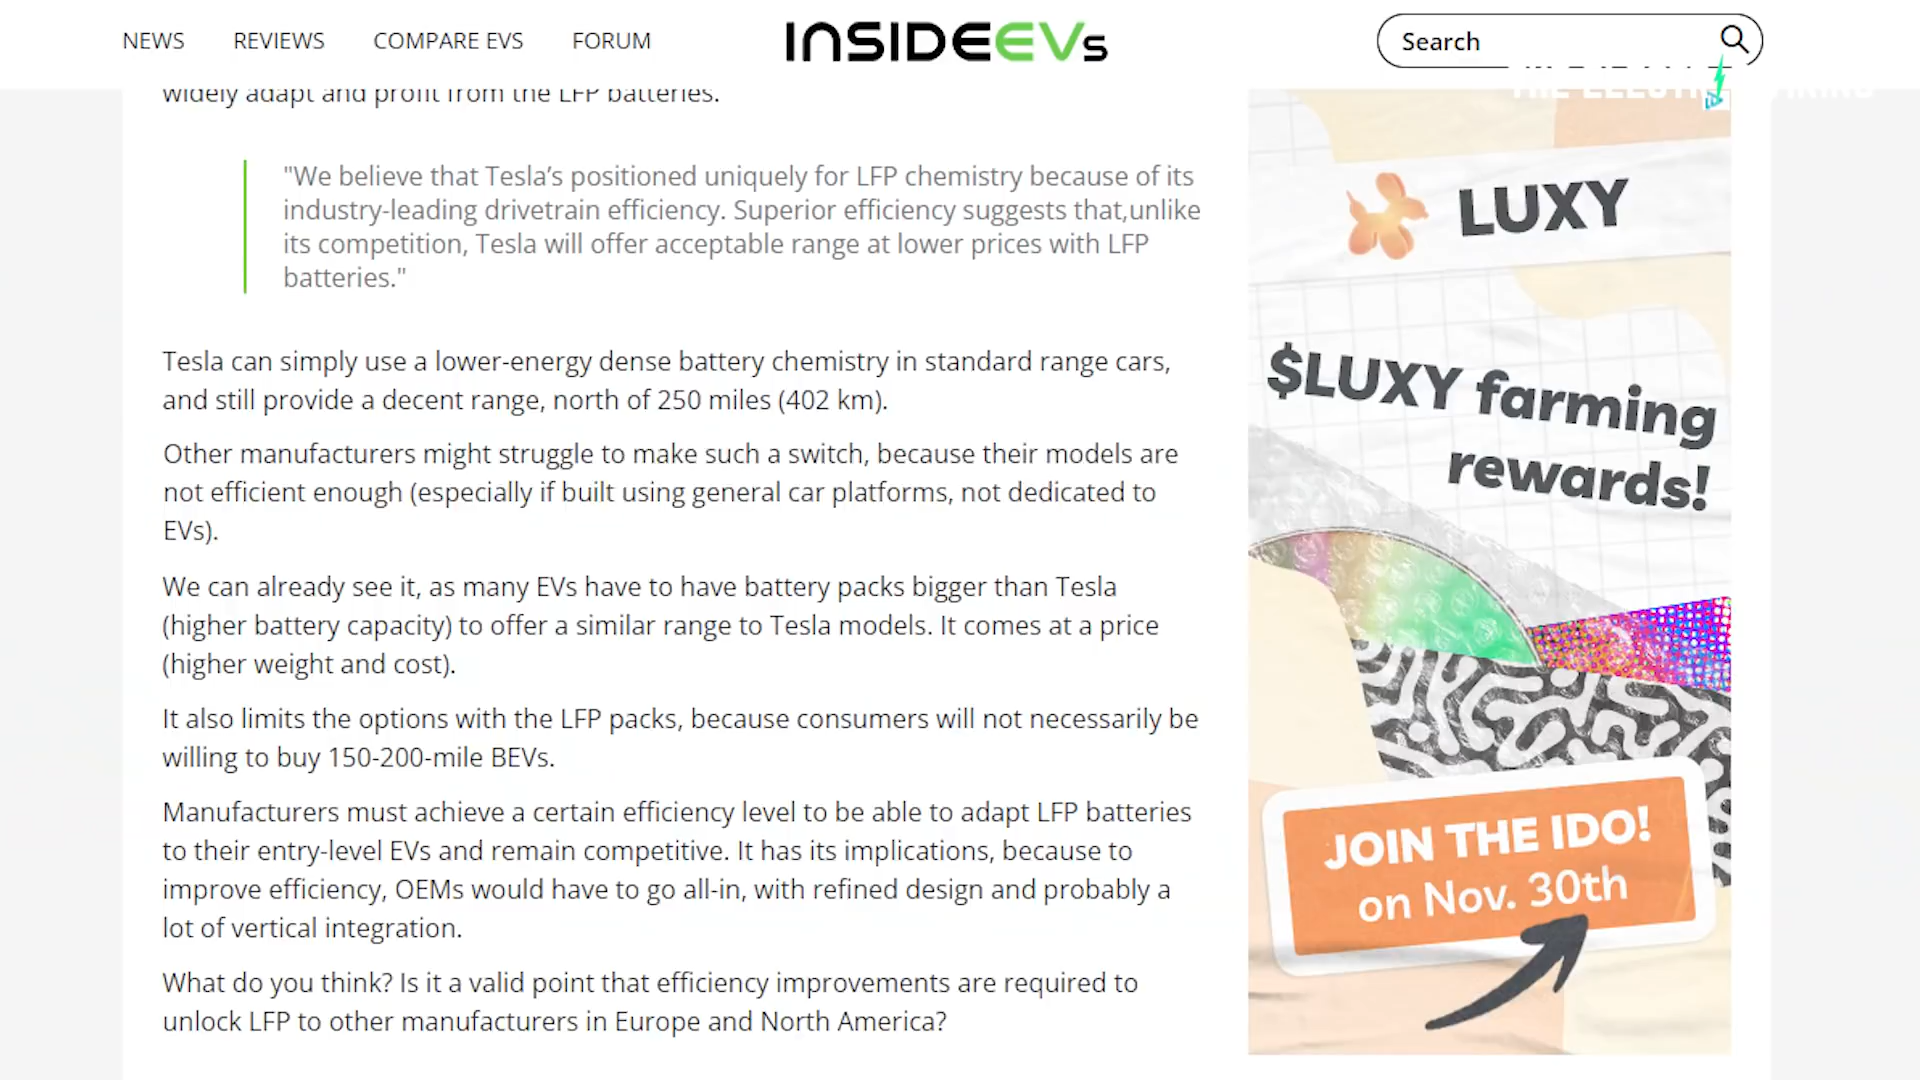 NEWS REVIEWS COMPARE EVS FORUM
INSIDEEVs
Search
widely adapt and profit from the LFP batteries.
"We believe that Tesla’s positioned uniquely for LFP chemistry because of its
industry-leading drivetrain efficiency. Superior efficiency suggests that,unlike
its competition, Tesla will offer acceptable range at lower prices with LFP
batteries."
Tesla can simply use a lower-energy dense battery chemistry in standard range cars,
and still provide a decent range, north of 250 miles (402 km).
Other manufacturers might struggle to make such a switch, because their models are
not efficient enough (especially if built using general car platforms, not dedicated to
EVs).
We can already see it, as many EVs have to have battery packs bigger than Tesla
(higher battery capacity) to offer a similar range to Tesla models. It comes at a price
(higher weight and cost).
It also limits the options with the LFP packs, because consumers will not necessarily be
willing to buy 150-200-mile BEVs.
Manufacturers must achieve a certain efficiency level to be able to adapt LFP batteries
to their entry-level EVs and remain competitive. It has its implications, because to
improve efficiency, OEMs would have to go all-in, with refined design and probably a
lot of vertical integration.
What do you think? Is it a valid point that efficiency improvements are required to
unlock LFP to other manufacturers in Europe and North America?
LUXY
$LUXY farming
rewards!
JOIN THE IDO!
on Nov. 30th